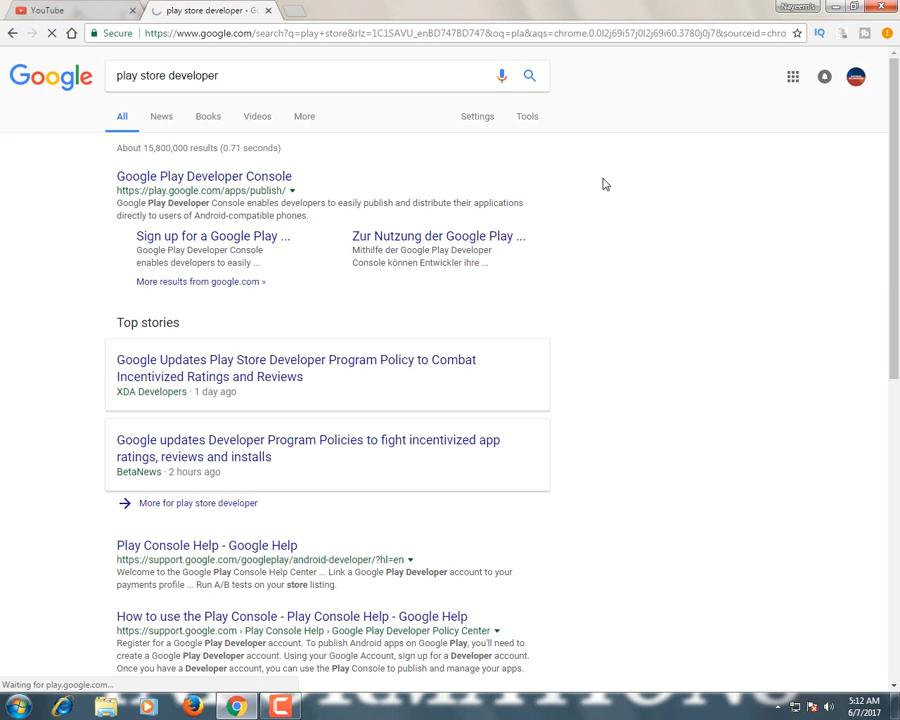 YouTube
play store developer - G
Nayeem's
Secure
https://www.google.com/search?q=play+store&rlz=1C1SAVU_enBD747BD747&oq=pla&aqs=chrome.0.0l2j69i57j0l2j69i60.3780j0j7&sourceid=chro
Google
play store developer
All
News
Books
Videos
More
Settings
Tools
About 15,800,000 results (0.71 seconds)
Google Play Developer Console
https://play.google.com/apps/publish/
Google Play Developer Console enables developers to easily publish and distribute their applications
directly to users of Android-compatible phones.
Sign up for a Google Play ...
Google Play Developer Console
enables developers to easily ...
Zur Nutzung der Google Play ...
Mithilfe der Google Play Developer
Console können Entwickler ihre ...
More results from google.com »
Top stories
Google Updates Play Store Developer Program Policy to Combat
Incentivized Ratings and Reviews
XDA Developers · 1 day ago
Google updates Developer Program Policies to fight incentivized app
ratings, reviews and installs
BetaNews · 2 hours ago
More for play store developer
Play Console Help - Google Help
https://support.google.com/googleplay/android-developer/?hl=en
Welcome to the Google Play Console Help Center ... Link a Google Play Developer account to your
payments profile ... Run A/B tests on your store listing.
How to use the Play Console - Play Console Help - Google Help
https://support.google.com › Play Console Help › Google Play Developer Policy Center
Register for a Google Play Developer account. To publish Android apps on Google Play, you'll need to
create a Google Play Developer account. Using your Google Account, sign up for a Developer account.
Once you have a Developer account, you can use the Play Console to publish and manage your apps.
Waiting for play.google.com...
5:12 AM
6/7/2017